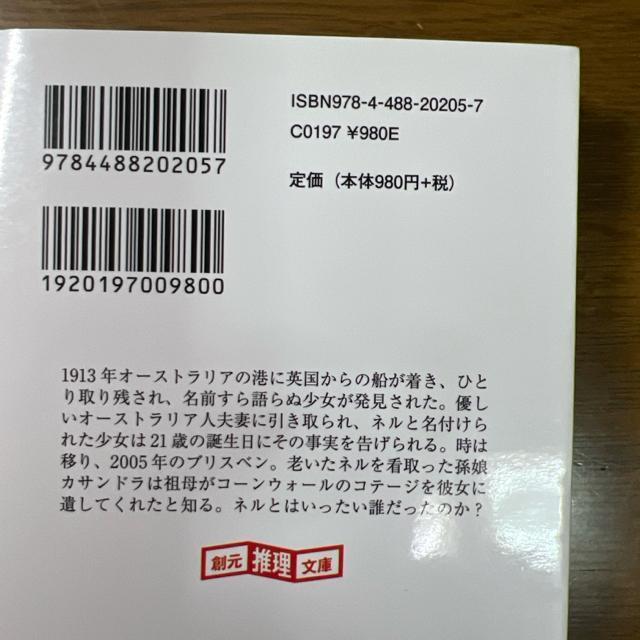 ISBN978-4-488-20205-7
C0197 ¥980E
9784488202057
定価（本体980円+税）
1920197009800
1913年オーストラリアの港に英国からの船が着き、ひと
り取り残され、名前すら語らぬ少女が発見された。優し
いオーストラリア人夫妻に引き取られ、ネルと名付けら
れた少女は21歳の誕生日にその事実を告げられる。時は
移り、2005年のブリスベン。老いたネルを看取った孫娘
カサンドラは祖母がコーンウォールのコテージを彼女に
遺してくれたと知る。ネルとはいったい誰だったのか？
創元推理文庫